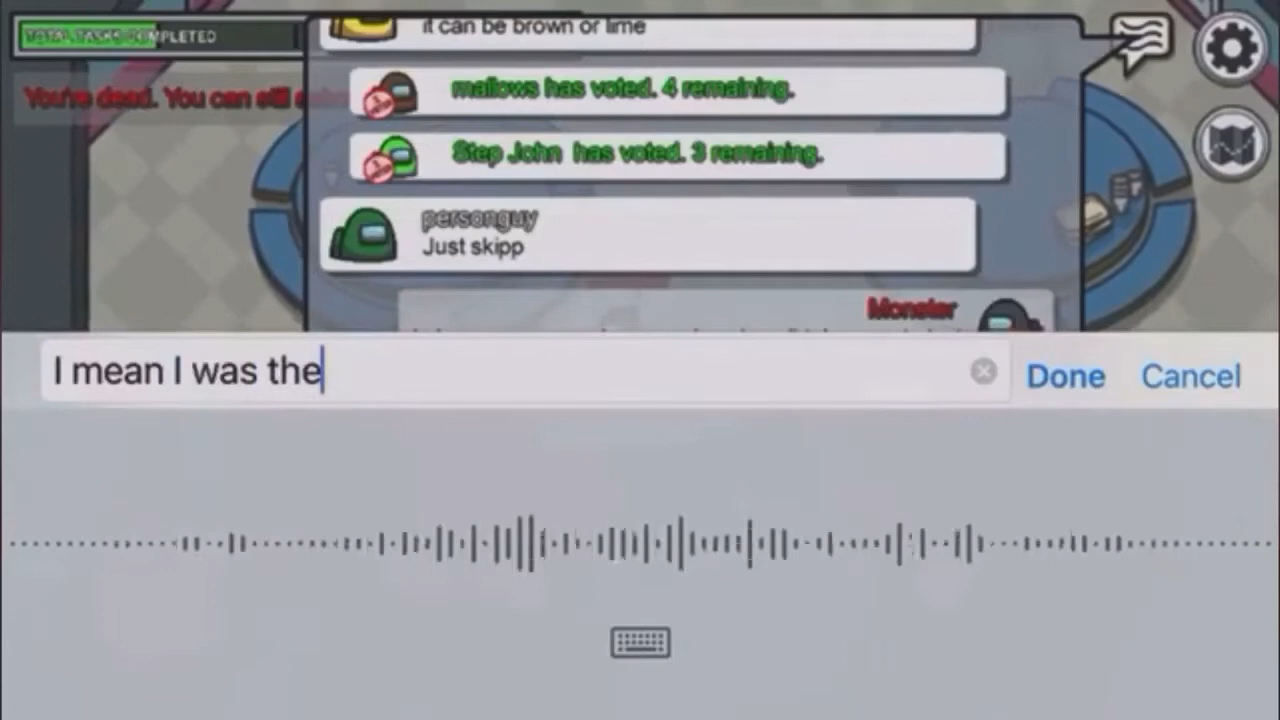 TOTAL TASKS COMPLETED
it can be brown or lime
You're dead. You can still
mallows has voted. 4 remaining.
Step John has voted. 3 remaining.
personguy
Just skipp
Monster
I mean I was the
Done
Cancel